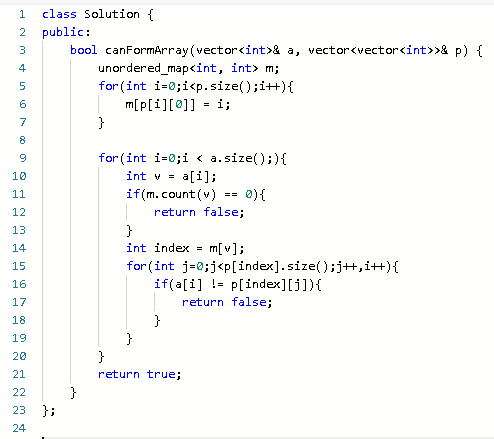 1 class Solution {
2 public:
3     bool canFormArray(vector<int>& a, vector<vector<int>>& p) {
4         unordered_map<int, int> m;
5         for(int i=0;i<p.size();i++){
6             m[p[i][0]] = i;
7         }
8
9         for(int i=0;i < a.size();){
10             int v = a[i];
11             if(m.count(v) == 0){
12                 return false;
13             }
14             int index = m[v];
15             for(int j=0;j<p[index].size();j++,i++){
16                 if(a[i] != p[index][j]){
17                     return false;
18                 }
19             }
20         }
21         return true;
22     }
23 };
24